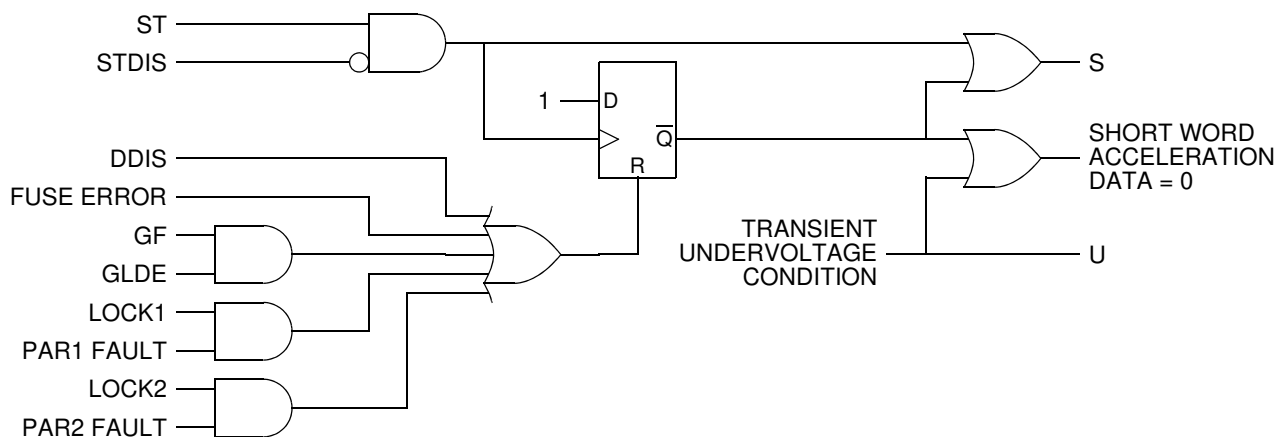 ST
STDIS
S
1
D
Q
R
SHORT WORD
ACCELERATION
DATA = 0
DDIS
FUSE ERROR
GF
GLDE
TRANSIENT
UNDERVOLTAGE
CONDITION
U
LOCK1
PAR1 FAULT
LOCK2
PAR2 FAULT